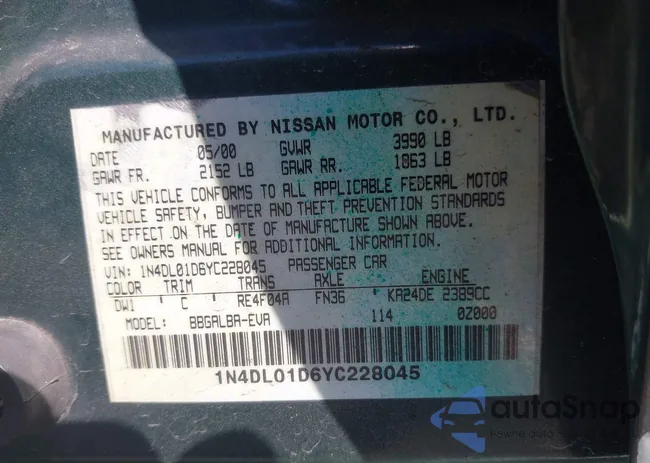 MANUFACTURED BY NISSAN MOTOR CO., LTD.
DATE 05/00 GVWR 3990 LB
GAWR FR. 2152 LB GAWR RR. 1863 LB
THIS VEHICLE CONFORMS TO ALL APPLICABLE FEDERAL MOTOR
VEHICLE SAFETY, BUMPER AND THEFT PREVENTION STANDARDS
IN EFFECT ON THE DATE OF MANUFACTURE SHOWN ABOVE.
SEE OWNERS MANUAL FOR ADDITIONAL INFORMATION.
VIN: 1N4DL01D6YC228045 PASSENGER CAR
COLOR TRIM TRANS AXLE ENGINE
DW1 C RE4F04A FN36 KA24DE 2389CC
MODEL: BBGALBA-EVA 114 0Z000
1N4DL01D6YC228045
autoSnap